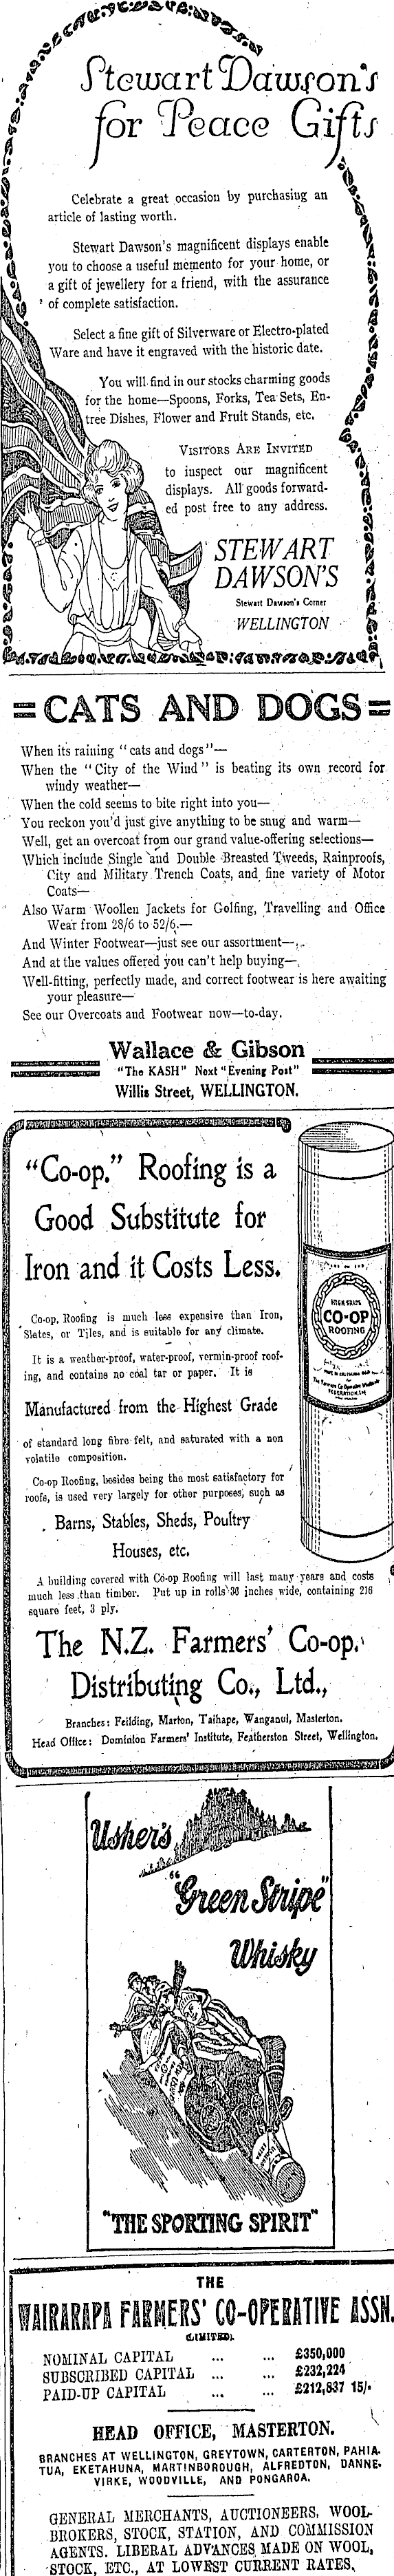 Stewart Dawson's
for Peace Gifts
Celebrate a great occasion by purchasing an
article of lasting worth.
Stewart Dawson's magnificent displays enable
you to choose a useful memento for your home, or
a gift of jewellery for a friend, with the assurance
of complete satisfaction.
Select a fine gift of Silverware or Electro-plated
Ware and have it engraved with the historic date.
You will find in our stocks charming goods
for the home—Spoons, Forks, Tea Sets, En-
tree Dishes, Flower and Fruit Stands, etc.
VISITORS ARE INVITED
to inspect our magnificent
displays. All goods forward-
ed post free to any address.
STEWART
DAWSON'S
Stewart Dawson's Corner
WELLINGTON
CATS AND DOGS
When its raining "cats and dogs"—
When the "City of the Wind" is beating its own record for
windy weather—
When the cold seems to bite right into you—
You reckon you'd just give anything to be snug and warm—
Well, get an overcoat from our grand value-offering selections—
Which include Single and Double Breasted Tweeds, Rainproofs,
City and Military Trench Coats, and fine variety of Motor
Coats—
Also Warm Woollen Jackets for Golfing, Travelling and Office
Wear from 28/6 to 52/6.—
And Winter Footwear—just see our assortment—
And at the values offered you can't help buying—
Well-fitting, perfectly made, and correct footwear is here awaiting
your pleasure—
See our Overcoats and Footwear now—to-day.
Wallace & Gibson
"The KASH" Next "Evening Post"
Willis Street, WELLINGTON.
"Co-op." Roofing is a
Good Substitute for
Iron and it Costs Less.
HIGH GRADE
CO-OP
ROOFING
Co-op. Roofing is much less expensive than Iron,
Slates, or Tiles, and is suitable for any climate.
It is a weather-proof, water-proof, vermin-proof roof-
ing, and contains no coal tar or paper. It is
Manufactured from the Highest Grade
of standard long fibre felt, and saturated with a non
volatile composition.
Co-op Roofing, besides being the most satisfactory for
roofs, is used very largely for other purposes, such as
Barns, Stables, Sheds, Poultry
Houses, etc.
A building covered with Co-op Roofing will last many years and costs
much less than timber. Put up in rolls 36 inches wide, containing 216
square feet, 3 ply.
The N.Z. Farmers' Co-op.
Distributing Co., Ltd.,
Branches: Feilding, Marton, Taihape, Wanganui, Masterton.
Head Office: Dominion Farmers' Institute, Featherston Street, Wellington.
Usher's
"Green Stripe"
Whisky
"THE SPORTING SPIRIT"
THE
WAIRARAPA FARMERS' CO-OPERATIVE ASSN.
(LIMITED).
NOMINAL CAPITAL ... ... £350,000
SUBSCRIBED CAPITAL ... ... £232,224
PAID-UP CAPITAL ... ... £212,837 15/-
HEAD OFFICE, MASTERTON.
BRANCHES AT WELLINGTON, GREYTOWN, CARTERTON, PAHIA-
TUA, EKETAHUNA, MARTINBOROUGH, ALFREDTON, DANNE-
VIRKE, WOODVILLE, AND PONGAROA.
GENERAL MERCHANTS, AUCTIONEERS, WOOL-
BROKERS, STOCK, STATION, AND COMMISSION
AGENTS. LIBERAL ADVANCES MADE ON WOOL,
STOCK, ETC., AT LOWEST CURRENT RATES.